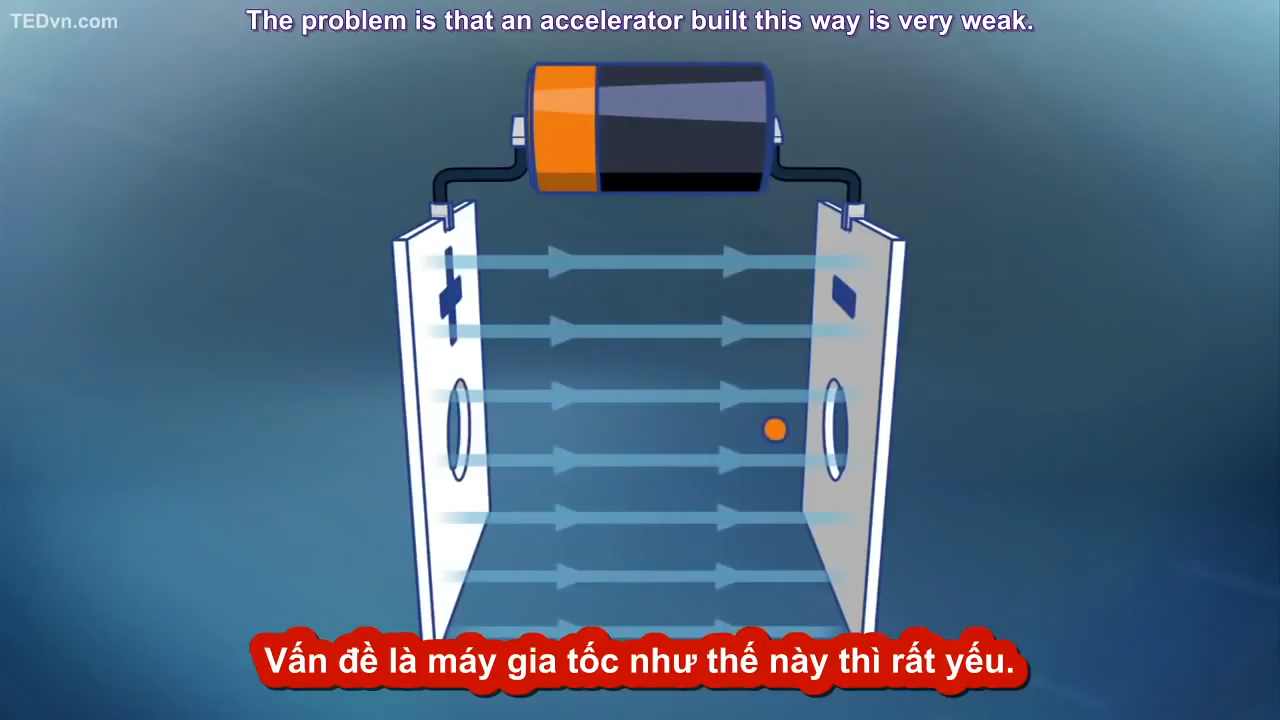 TEDvn.com
The problem is that an accelerator built this way is very weak.
Vấn đề là máy gia tốc như thế này thì rất yếu.